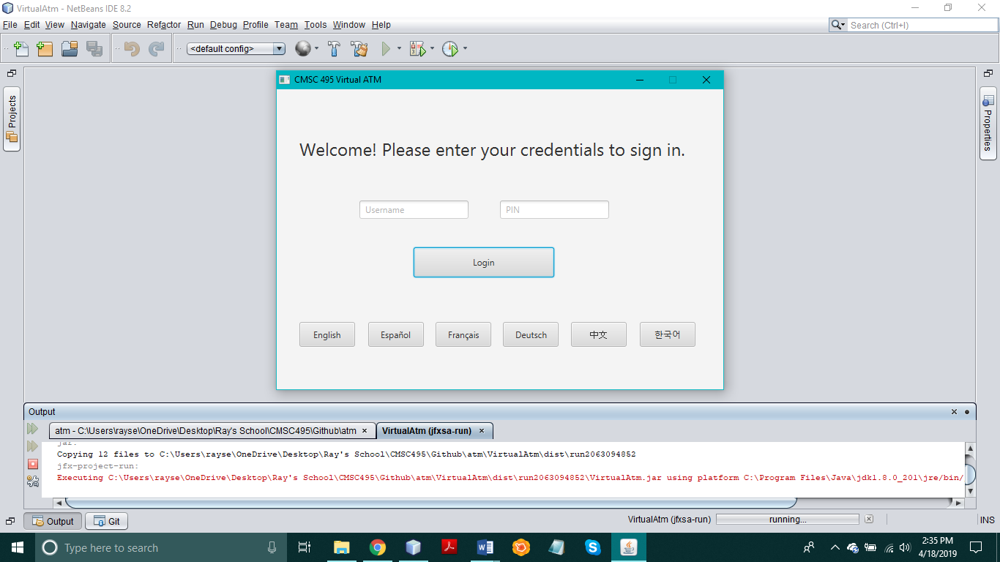 VirtualAtm - NetBeans IDE 8.2
File Edit View Navigate Source Refactor Run Debug Profile Team Tools Window Help
Search (Ctrl+I)
<default config>
Projects
Properties
CMSC 495 Virtual ATM
Welcome! Please enter your credentials to sign in.
Username PIN
Login
English Español Français Deutsch 中文 한국어
Output
atm - C:\Users\rayse\OneDrive\Desktop\Ray's School\CMSC495\Github\atm VirtualAtm (jfxsa-run)
jar:
Copying 12 files to C:\Users\rayse\OneDrive\Desktop\Ray's School\CMSC495\Github\atm\VirtualAtm\dist\run2063094852
jfx-project-run:
Executing C:\Users\rayse\OneDrive\Desktop\Ray's School\CMSC495\Github\atm\VirtualAtm\dist\run2063094852\VirtualAtm.jar using platform C:\Program Files\Java\jdk1.8.0_201\jre/bin/
Output Git VirtualAtm (jfxsa-run) running... INS
Type here to search
2:35 PM
4/18/2019